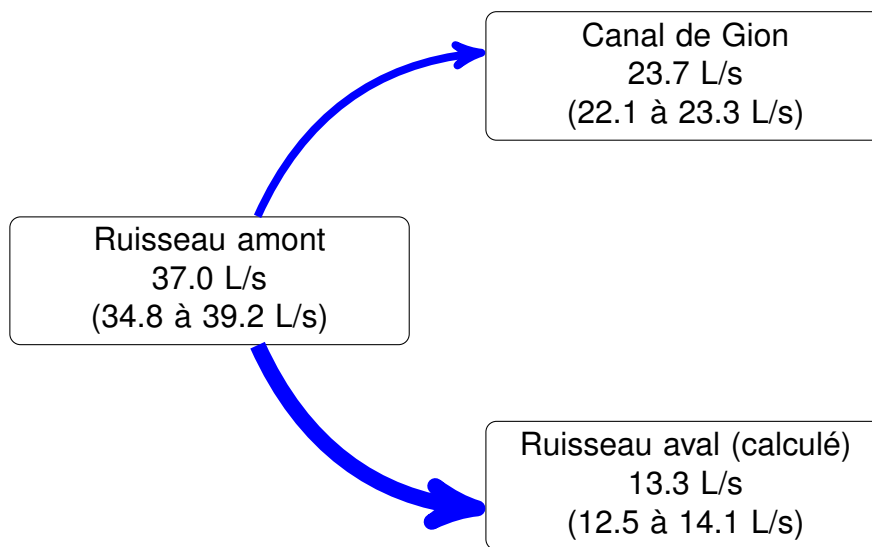 Canal de Gion
23.7 L/s
(22.1 à 23.3 L/s)
Ruisseau amont
37.0 L/s
(34.8 à 39.2 L/s)
Ruisseau aval (calculé)
13.3 L/s
(12.5 à 14.1 L/s)